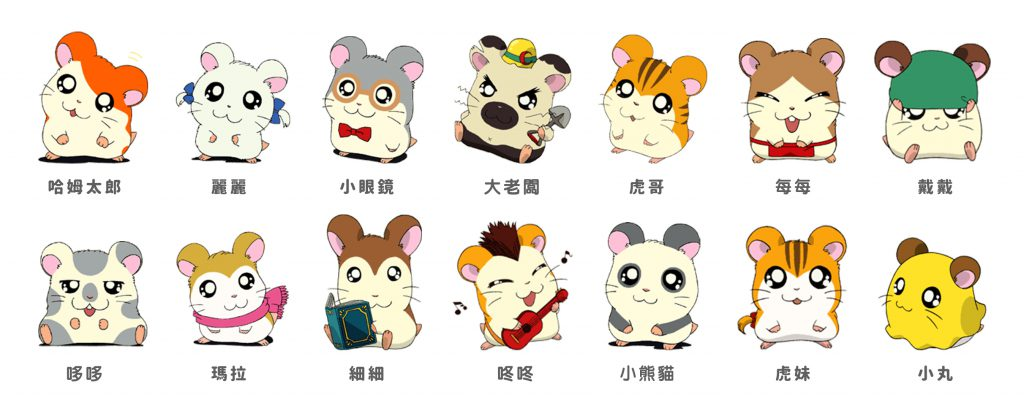 哈姆太郎 麗麗 小眼鏡 大老闆 虎哥 每每 戴戴
哆哆 瑪拉 細細 咚咚 小熊貓 虎妹 小丸